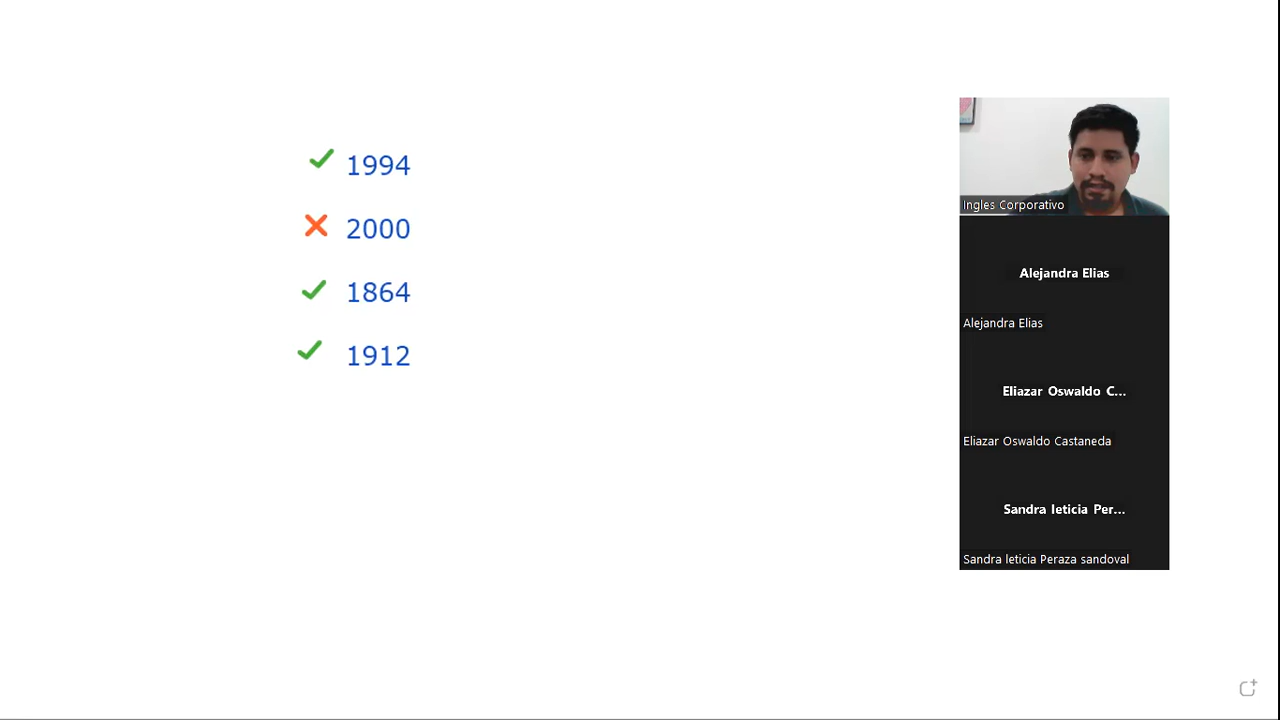 1994
2000
1864
1912
Ingles Corporativo
Alejandra Elias
Alejandra Elias
Eliazar Oswaldo C...
Eliazar Oswaldo Castaneda
Sandra leticia Per...
Sandra leticia Peraza sandoval